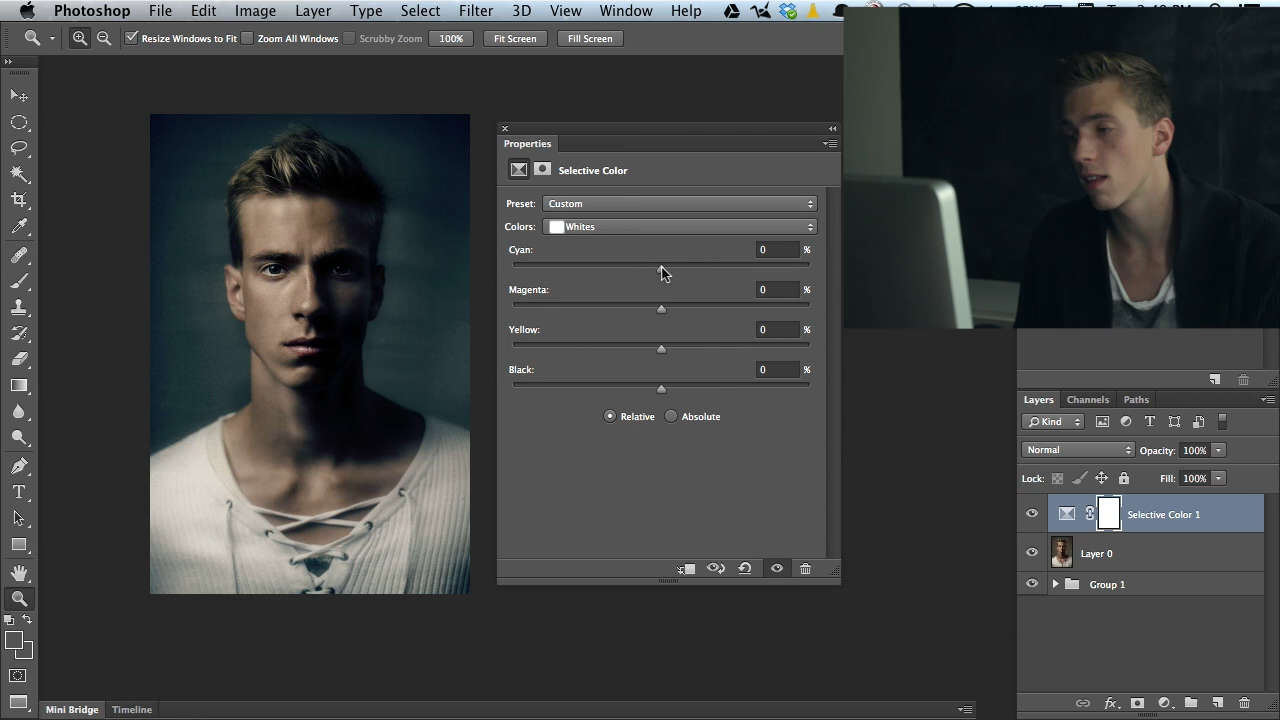 Photoshop File Edit Image Layer Type Select Filter 3D View Window Help
Resize Windows to Fit Zoom All Windows Scrubby Zoom 100% Fit Screen Fill Screen
Properties
Selective Color
Preset: Custom
Colors: Whites
Cyan: 0 %
Magenta: 0 %
Yellow: 0 %
Black: 0 %
Relative Absolute
Layers Channels Paths
Kind
Normal Opacity: 100%
Lock: Fill: 100%
Selective Color 1
Layer 0
Group 1
Mini Bridge Timeline